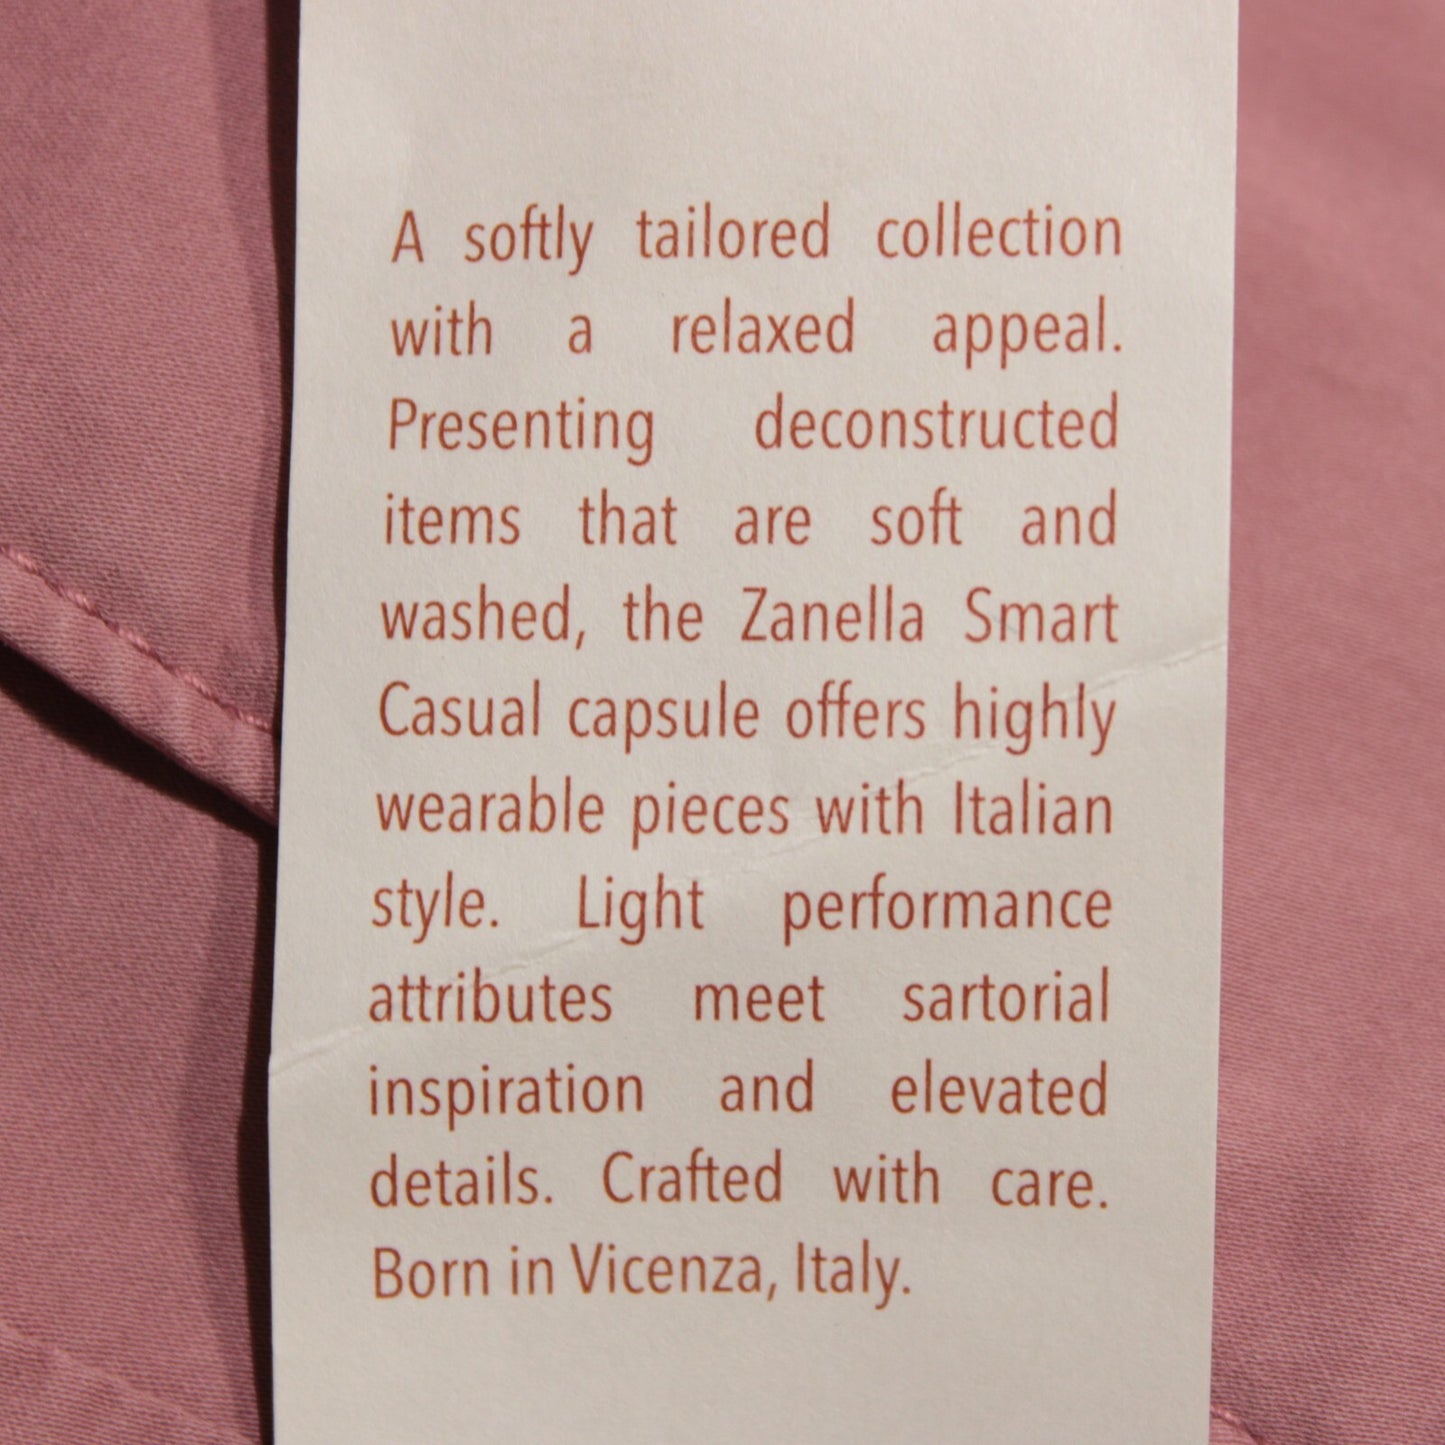 A softly tailored collection
with a relaxed appeal.
Presenting deconstructed
items that are soft and
washed, the Zanella Smart
Casual capsule offers highly
wearable pieces with Italian
style. Light performance
attributes meet sartorial
inspiration and elevated
details. Crafted with care.
Born in Vicenza, Italy.